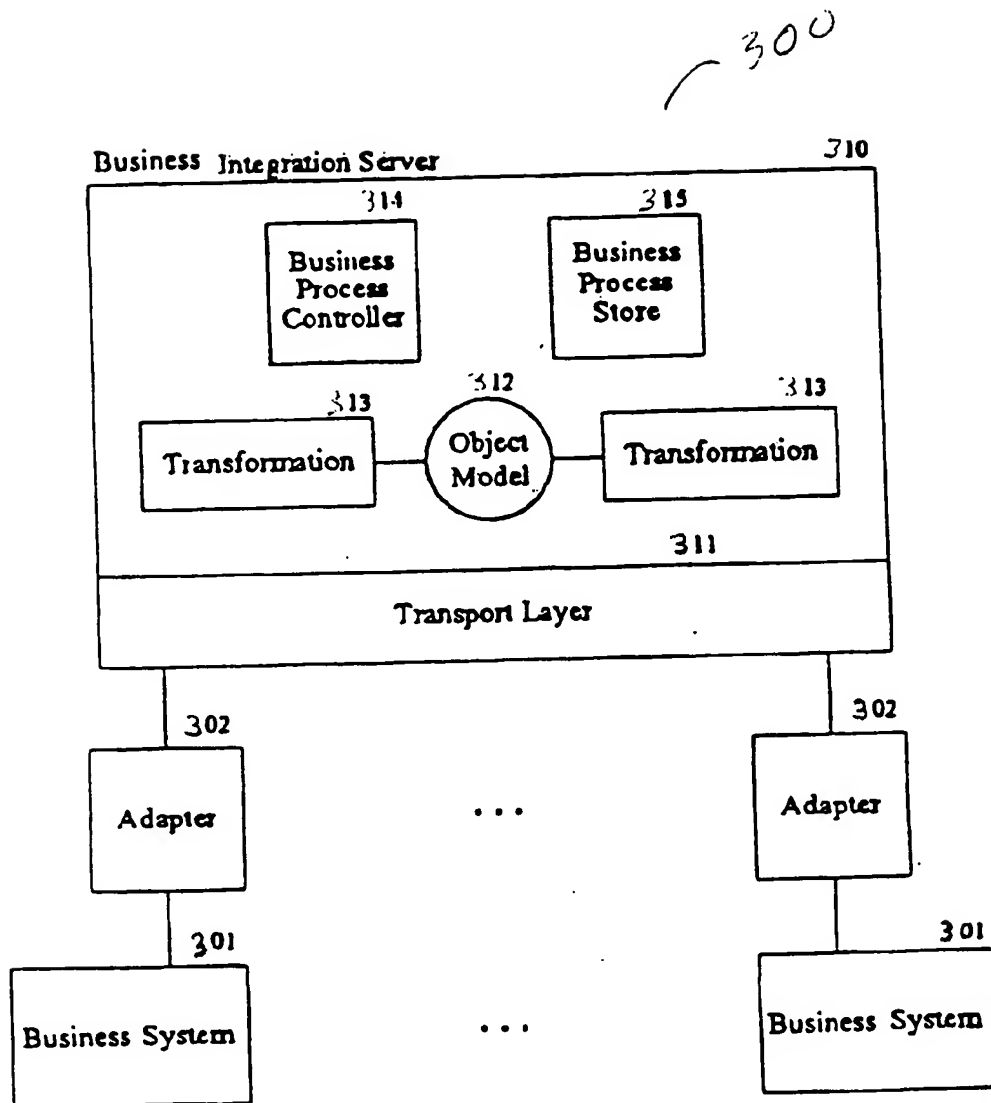 300
Business Integration Server 310
314 315
Business
Process
Controller
Business
Process
Store
313 312 313
Transformation
Object
Model
Transformation
311
Transport Layer
302 302
Adapter ... Adapter
301 301
Business System ... Business System